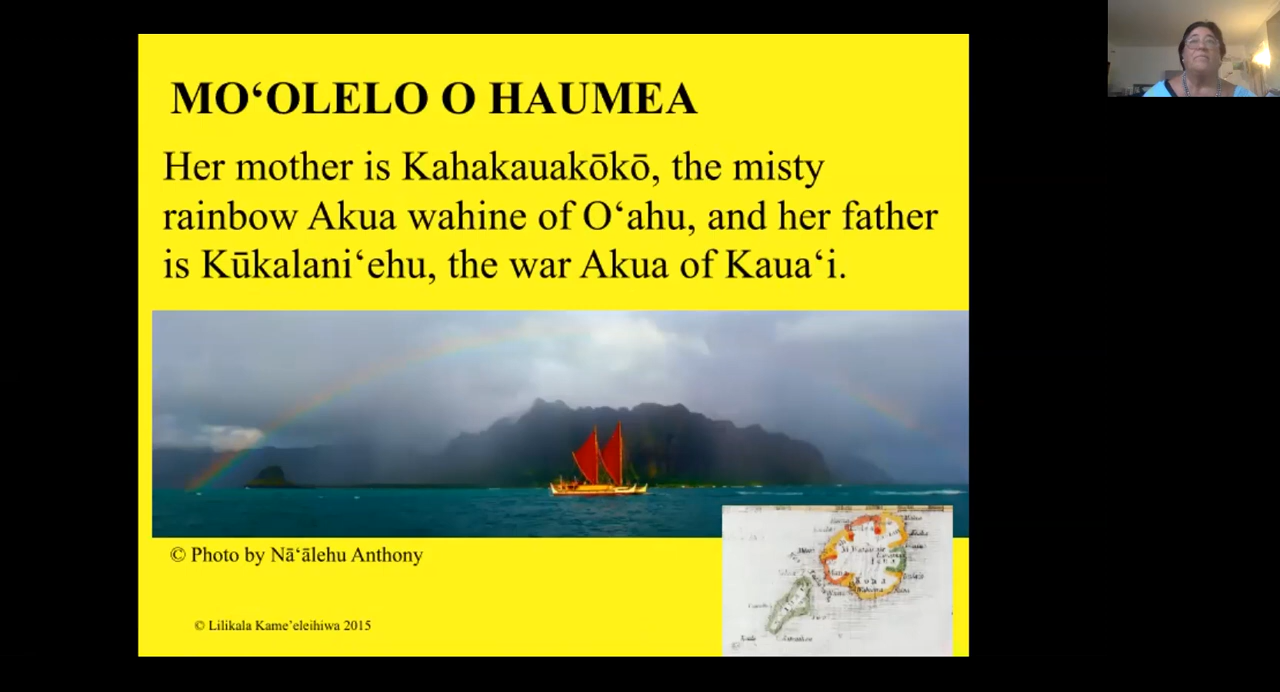 MOʻOLELO O HAUMEA
Her mother is Kahakauakōkō, the misty
rainbow Akua wahine of Oʻahu, and her father
is Kūkalaniʻehu, the war Akua of Kauaʻi.
© Photo by Nāʻālehu Anthony
© Lilikala Kame’eleihiwa 2015
Kona